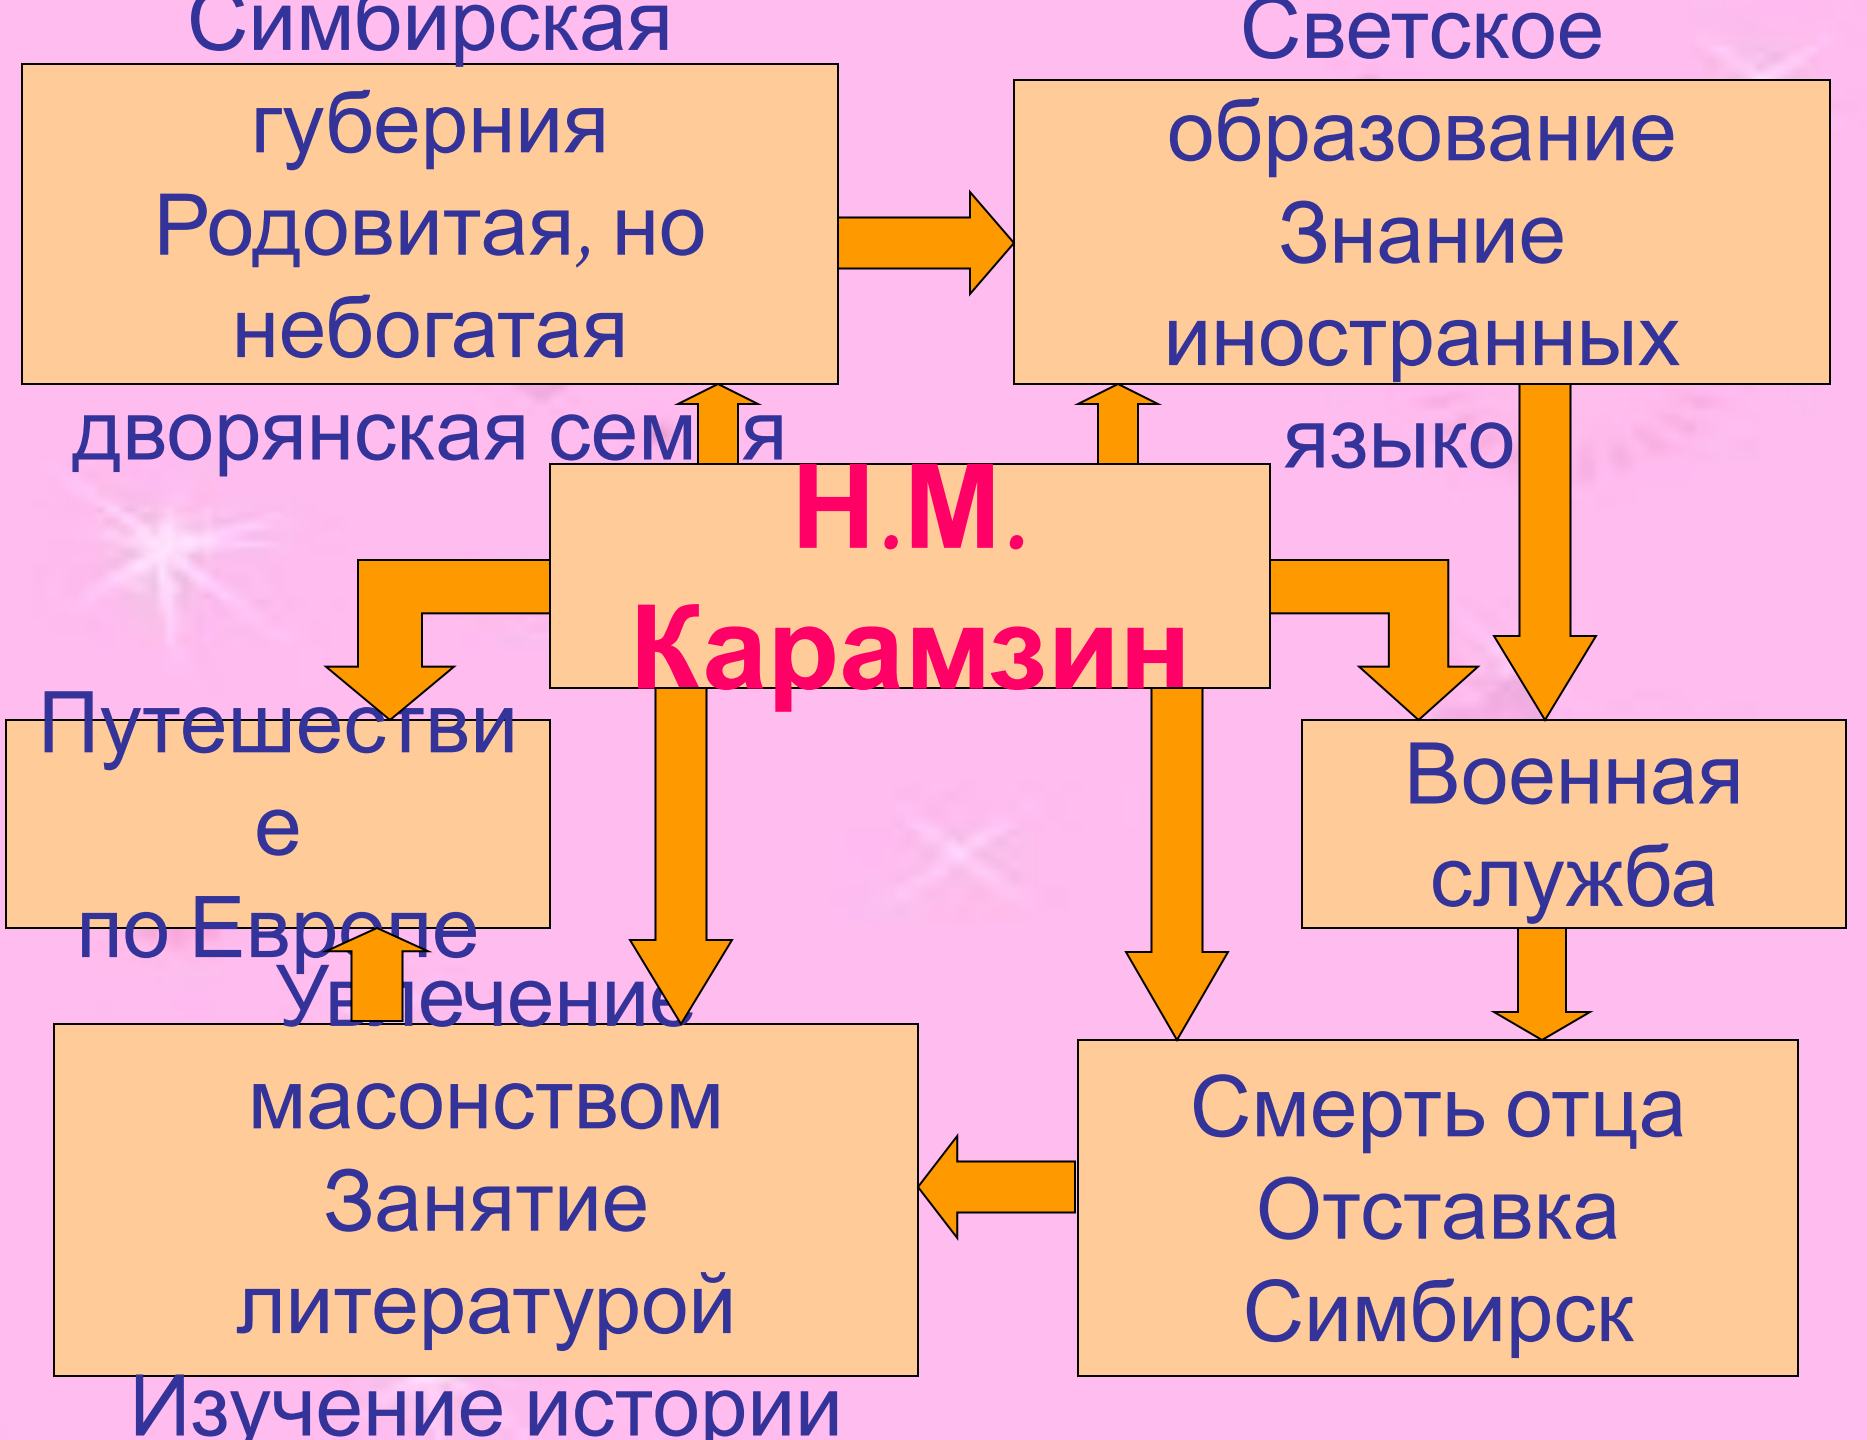 Симбирская
губерния
Родовитая, но
небогатая
дворянская сем я
Светское
образование
Знание
иностранных
языко
Н.М.
Карамзин
Путешестви
е
по Европе
Военная
служба
Увлечение
масонством
Занятие
литературой
Изучение истории
Смерть отца
Отставка
Симбирск